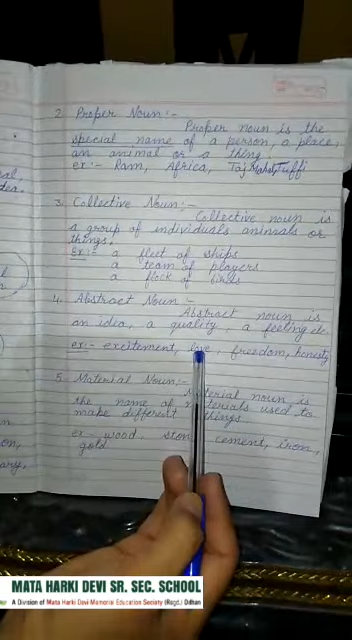 2. Proper Noun:-
Proper noun is the
special name of a person, a place,
an animal or a thing
ex:- Ram, Africa, Taj Mahal, Tuffi
3. Collective Noun:-
Collective noun is
a group of individuals animals or
things.
Ex:- a fleet of ships
a team of players
a flock of birds
4. Abstract Noun -
Abstract noun is
an idea, a quality, a feeling etc.
ex:- excitement, love, freedom, honesty
5. Material Noun:-
Material noun is
the name of materials used to
make different things
ex- wood, stone, cement, iron,
gold
MATA HARKI DEVI SR. SEC. SCHOOL
A Division of Mata Harki Devi Memorial Education Society (Regd.) Odhan